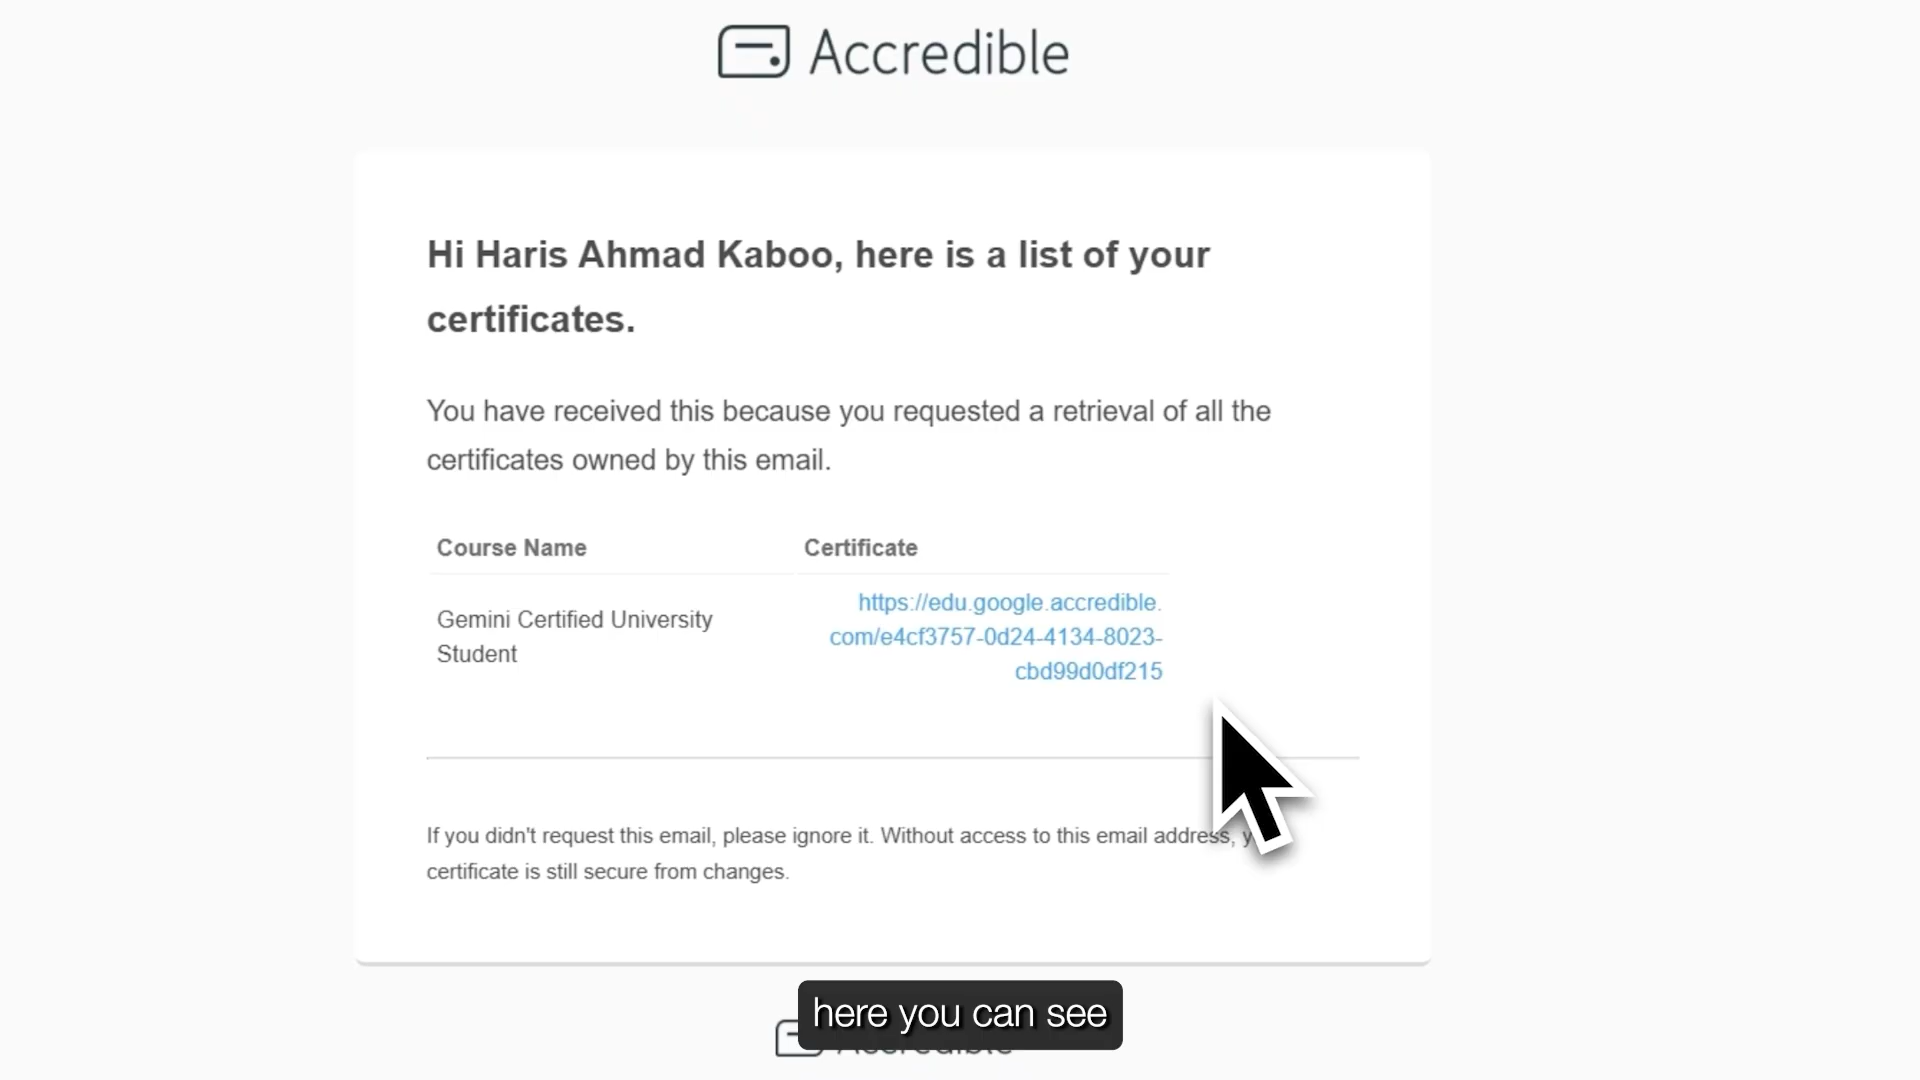 Accredible
Hi Haris Ahmad Kaboo, here is a list of your
certificates.
You have received this because you requested a retrieval of all the
certificates owned by this email.
Course Name Certificate
Gemini Certified University
Student
https://edu.google.accredible.
com/e4cf3757-0d24-4134-8023-
cbd99d0df215
If you didn't request this email, please ignore it. Without access to this email address,
certificate is still secure from changes.
here you can see